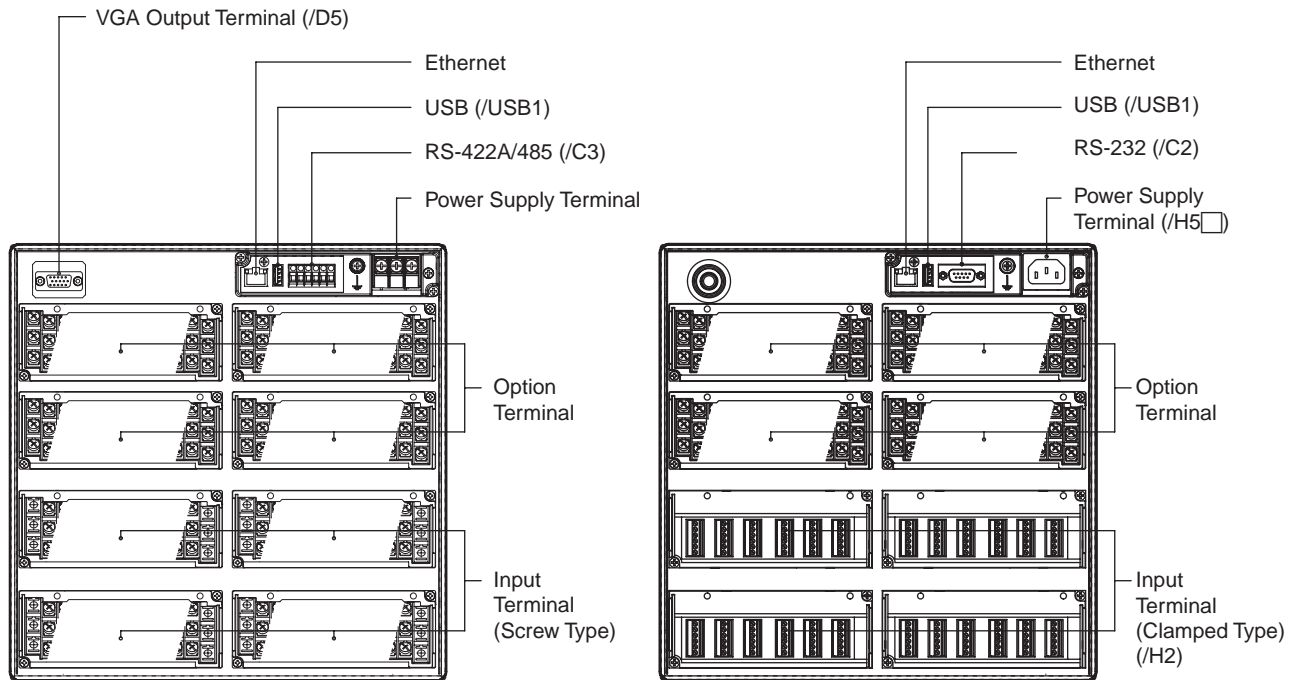 VGA Output Terminal (/D5)
Ethernet
USB (/USB1)
RS-422A/485 (/C3)
Power Supply Terminal
Option
Terminal
Input
Terminal
(Screw Type)
Ethernet
USB (/USB1)
RS-232 (/C2)
Power Supply
Terminal (/H5□)
Option
Terminal
Input
Terminal
(Clamped Type)
(/H2)